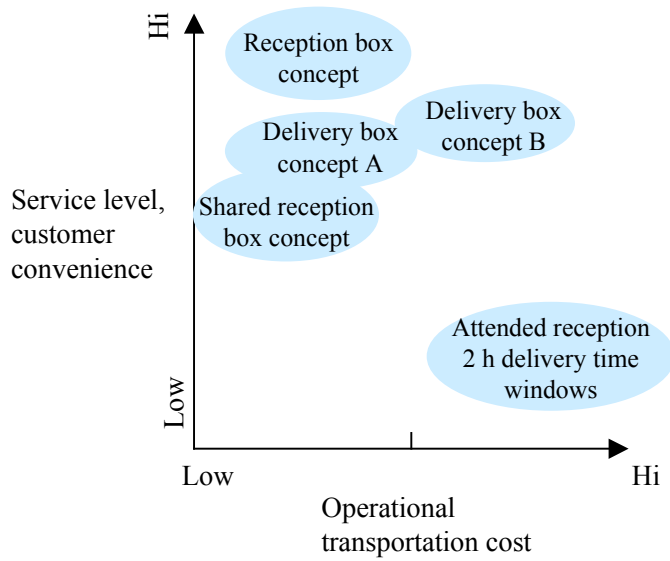 Hi
Reception box
concept
Delivery box
concept B
Delivery box
concept A
Service level,
customer
convenience
Shared reception
box concept
Attended reception
2 h delivery time
windows
Low
Low
Hi
Operational
transportation cost